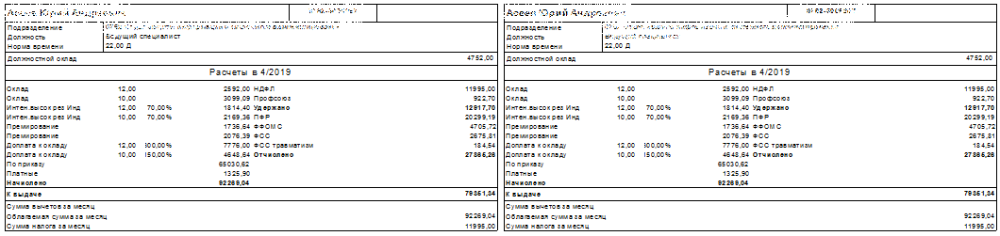 Юрий
Подразделение
Должность Ведущий специалист
Норма времени 22,00 Д
Должностной оклад 4752,00
Расчеты в 4/2019
Оклад 12,00 2592,00 НДФЛ 11995,00
Оклад 10,00 3099,09 Профсоюз 922,70
Интен.высок рез Инд 12,00 70,00% 1814,40 Удержано 12917,70
Интен.высок рез Инд 10,00 70,00% 2169,36 ПФР 20299,19
Премирование 1736,64 ФФОМС 4705,72
Премирование 2076,39 ФСС 2675,81
Доплата к окладу 12,00 300,00% 7776,00 ФСС травматизм 184,54
Доплата к окладу 10,00 150,00% 4648,64 Отчислено 27865,26
По приказу 65030,62
Платные 1325,90
Начислено 92269,04
К выдаче 79351,34
Сумма вычетов за месяц
Облагаемая сумма за месяц 92269,04
Сумма налога за месяц 11995,00
Юрий
Подразделение
Должность
Норма времени 22,00 Д
Должностной оклад 4752,00
Расчеты в 4/2019
Оклад 12,00 2592,00 НДФЛ 11995,00
Оклад 10,00 3099,09 Профсоюз 922,70
Интен.высок рез Инд 12,00 70,00% 1814,40 Удержано 12917,70
Интен.высок рез Инд 10,00 70,00% 2169,36 ПФР 20299,19
Премирование 1736,64 ФФОМС 4705,72
Премирование 2076,39 ФСС 2675,81
Доплата к окладу 12,00 300,00% 7776,00 ФСС травматизм 184,54
Доплата к окладу 10,00 150,00% 4648,64 Отчислено 27865,26
По приказу 65030,62
Платные 1325,90
Начислено 92269,04
К выдаче 79351,34
Сумма вычетов за месяц
Облагаемая сумма за месяц 92269,04
Сумма налога за месяц 11995,00